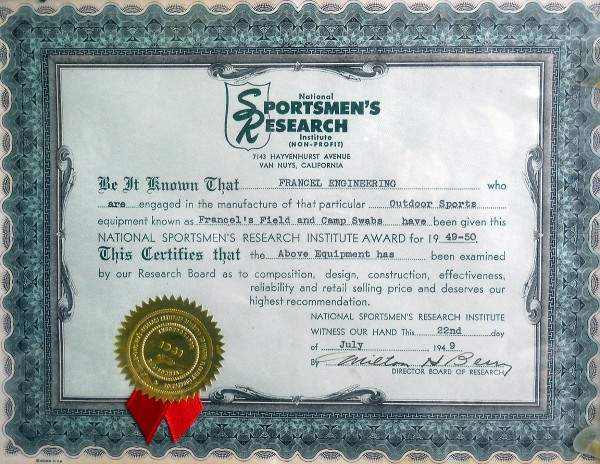 National
SPORTSMEN'S
RESEARCH
Institute
(NON-PROFIT)
7143 HAYVENHURST AVENUE
VAN NUYS, CALIFORNIA
Be It Known That FRANCEL ENGINEERING who
are engaged in the manufacture of that particular Outdoor Sports
equipment known as Francel's Field and Camp Swabs have been given this
NATIONAL SPORTSMEN'S RESEARCH INSTITUTE AWARD for 19 49-50
This Certifies that the Above Equipment has been examined
by our Research Board as to composition, design, construction, effectiveness,
reliability and retail selling price and deserves our
highest recommendation.
NATIONAL SPORTSMEN'S RESEARCH INSTITUTE
WITNESS OUR HAND This 22nd day
of July 194 9
By Milton H Berry
DIRECTOR BOARD OF RESEARCH